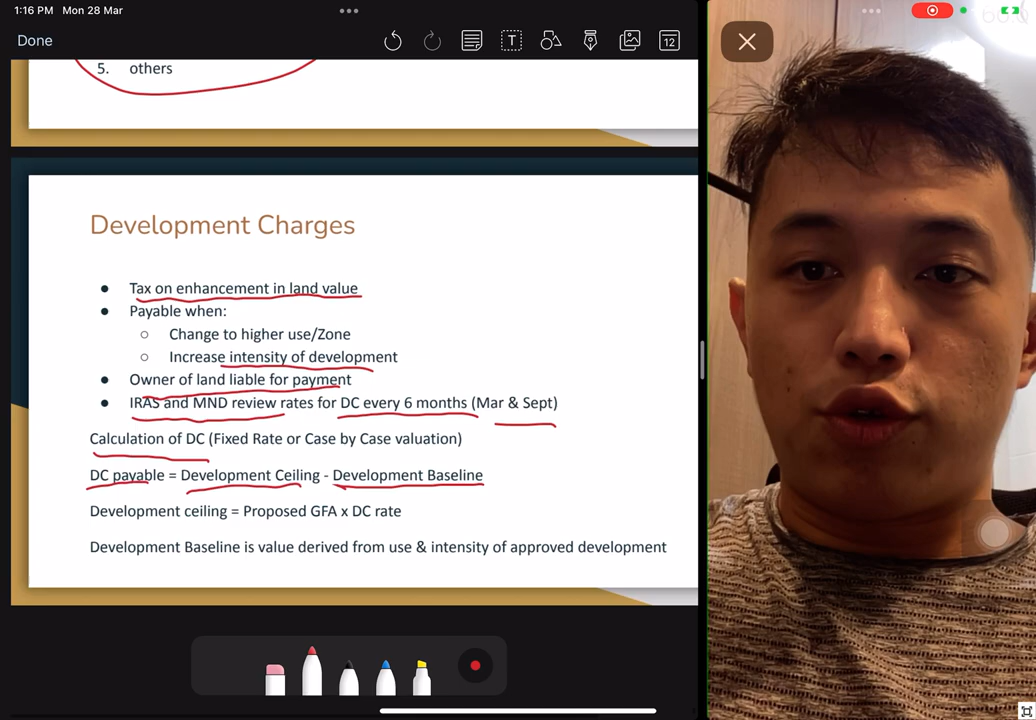 1:16 PM Mon 28 Mar
Done
T
12
5. others
Development Charges
● Tax on enhancement in land value
● Payable when:
○ Change to higher use/Zone
○ Increase intensity of development
● Owner of land liable for payment
● IRAS and MND review rates for DC every 6 months (Mar & Sept)
Calculation of DC (Fixed Rate or Case by Case valuation)
DC payable = Development Ceiling - Development Baseline
Development ceiling = Proposed GFA x DC rate
Development Baseline is value derived from use & intensity of approved development